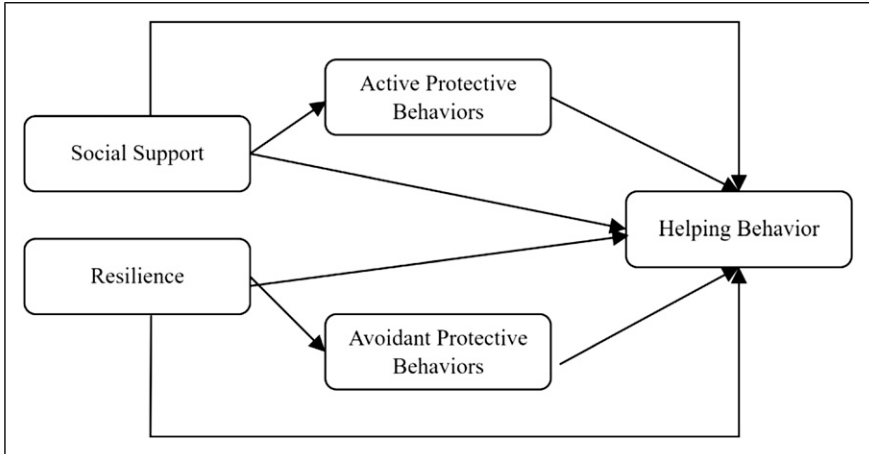 Active Protective
Behaviors
Social Support
Helping Behavior
Resilience
Avoidant Protective
Behaviors